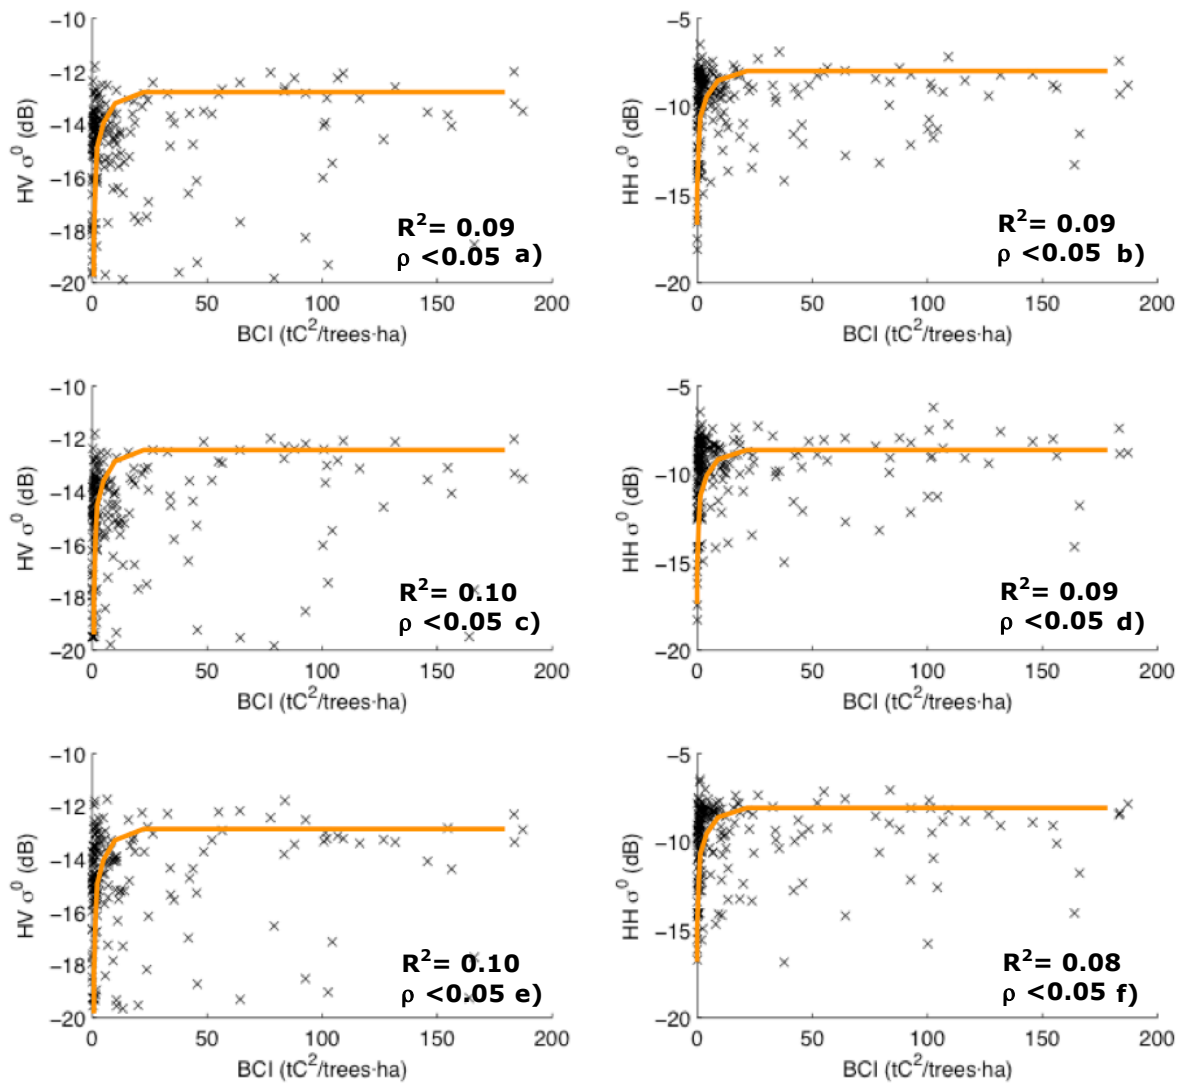 −10
−12
−14
−16
−18
−20
HV σ⁰ (dB)
R²= 0.09
ρ <0.05 a)
0 50 100 150 200
BCI (tC²/trees·ha)
−5
−10
−15
−20
HH σ⁰ (dB)
R²= 0.09
ρ <0.05 b)
0 50 100 150 200
BCI (tC²/trees·ha)
−10
−12
−14
−16
−18
−20
HV σ⁰ (dB)
R²= 0.10
ρ <0.05 c)
0 50 100 150 200
BCI (tC²/trees·ha)
−5
−10
−15
−20
HH σ⁰ (dB)
R²= 0.09
ρ <0.05 d)
0 50 100 150 200
BCI (tC²/trees·ha)
−10
−12
−14
−16
−18
−20
HV σ⁰ (dB)
R²= 0.10
ρ <0.05 e)
0 50 100 150 200
BCI (tC²/trees·ha)
−5
−10
−15
−20
HH σ⁰ (dB)
R²= 0.08
ρ <0.05 f)
0 50 100 150 200
BCI (tC²/trees·ha)